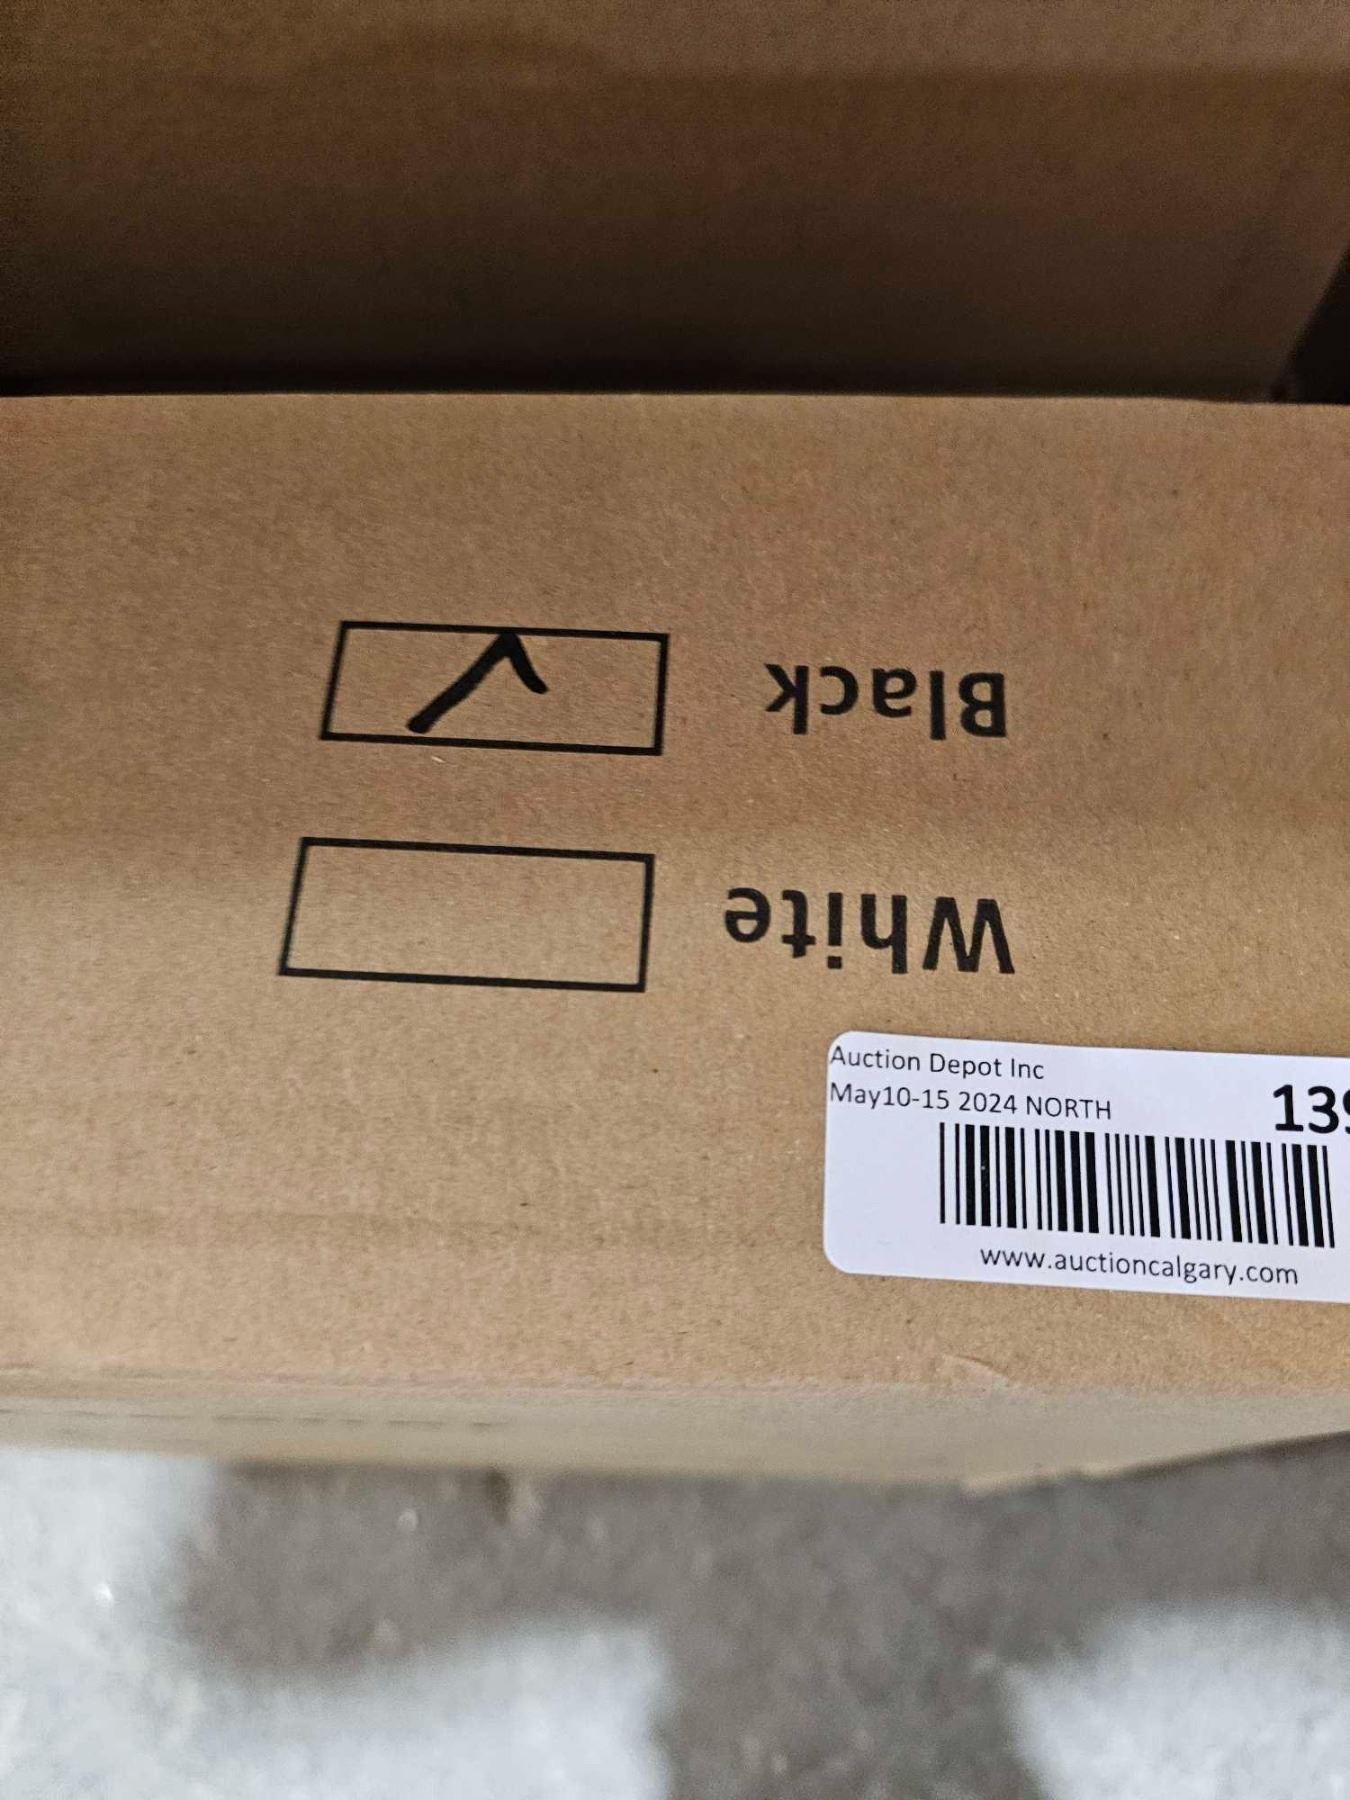 White
Black
Auction Depot Inc
May10-15 2024 NORTH
www.auctioncalgary.com